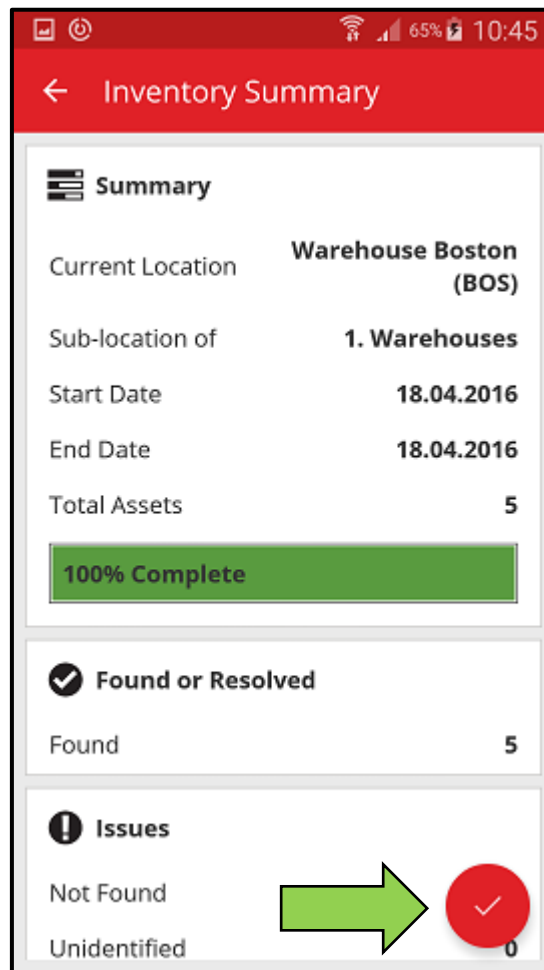 65% 10:45
Inventory Summary
Summary
Current Location Warehouse Boston
(BOS)
Sub-location of 1. Warehouses
Start Date 18.04.2016
End Date 18.04.2016
Total Assets 5
100% Complete
Found or Resolved
Found 5
Issues
Not Found
Unidentified 0